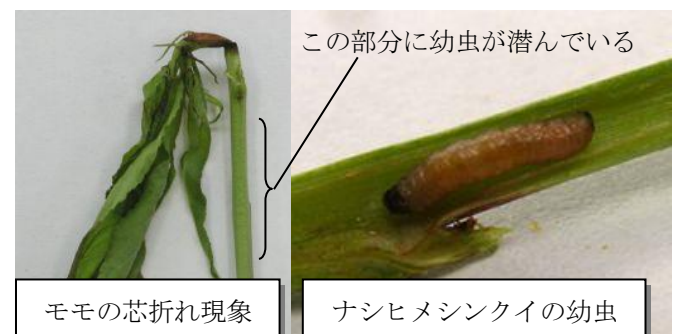 この部分に幼虫が潜んでいる
モモの芯折れ現象
ナシヒメシンクイの幼虫